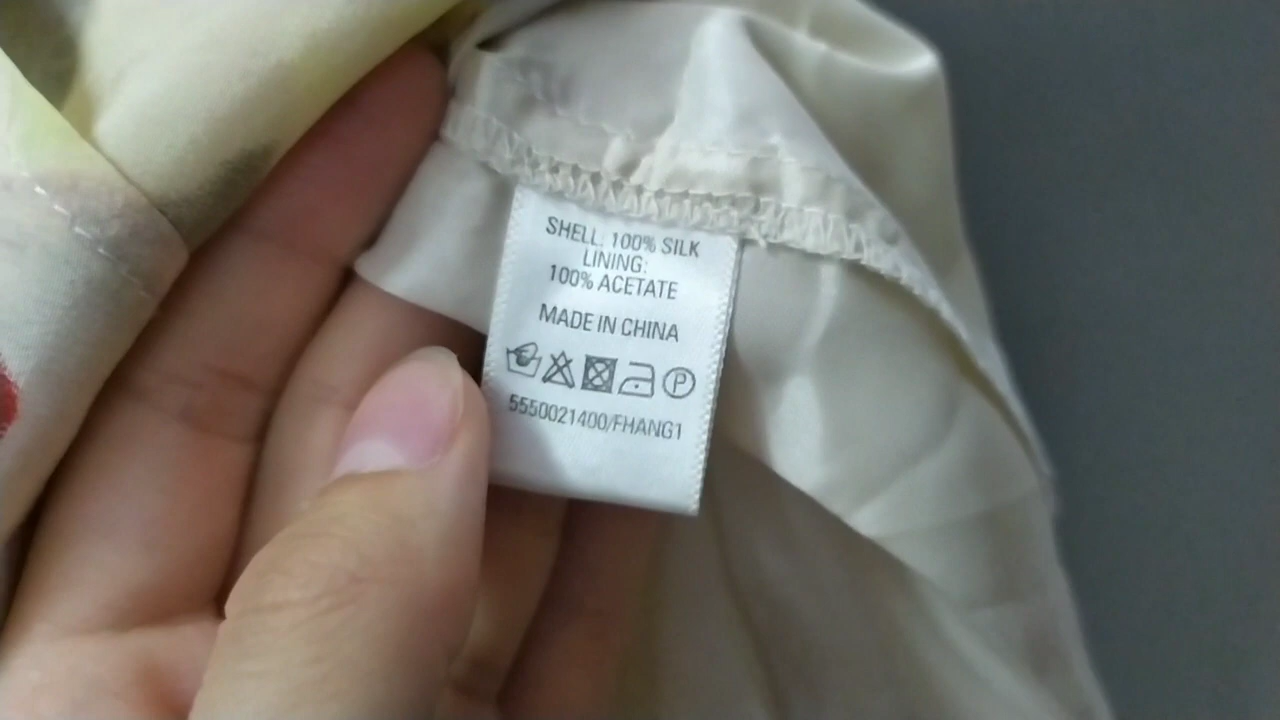 SHELL: 100% SILK
LINING:
100% ACETATE
MADE IN CHINA
P
5550021400/FHANG1